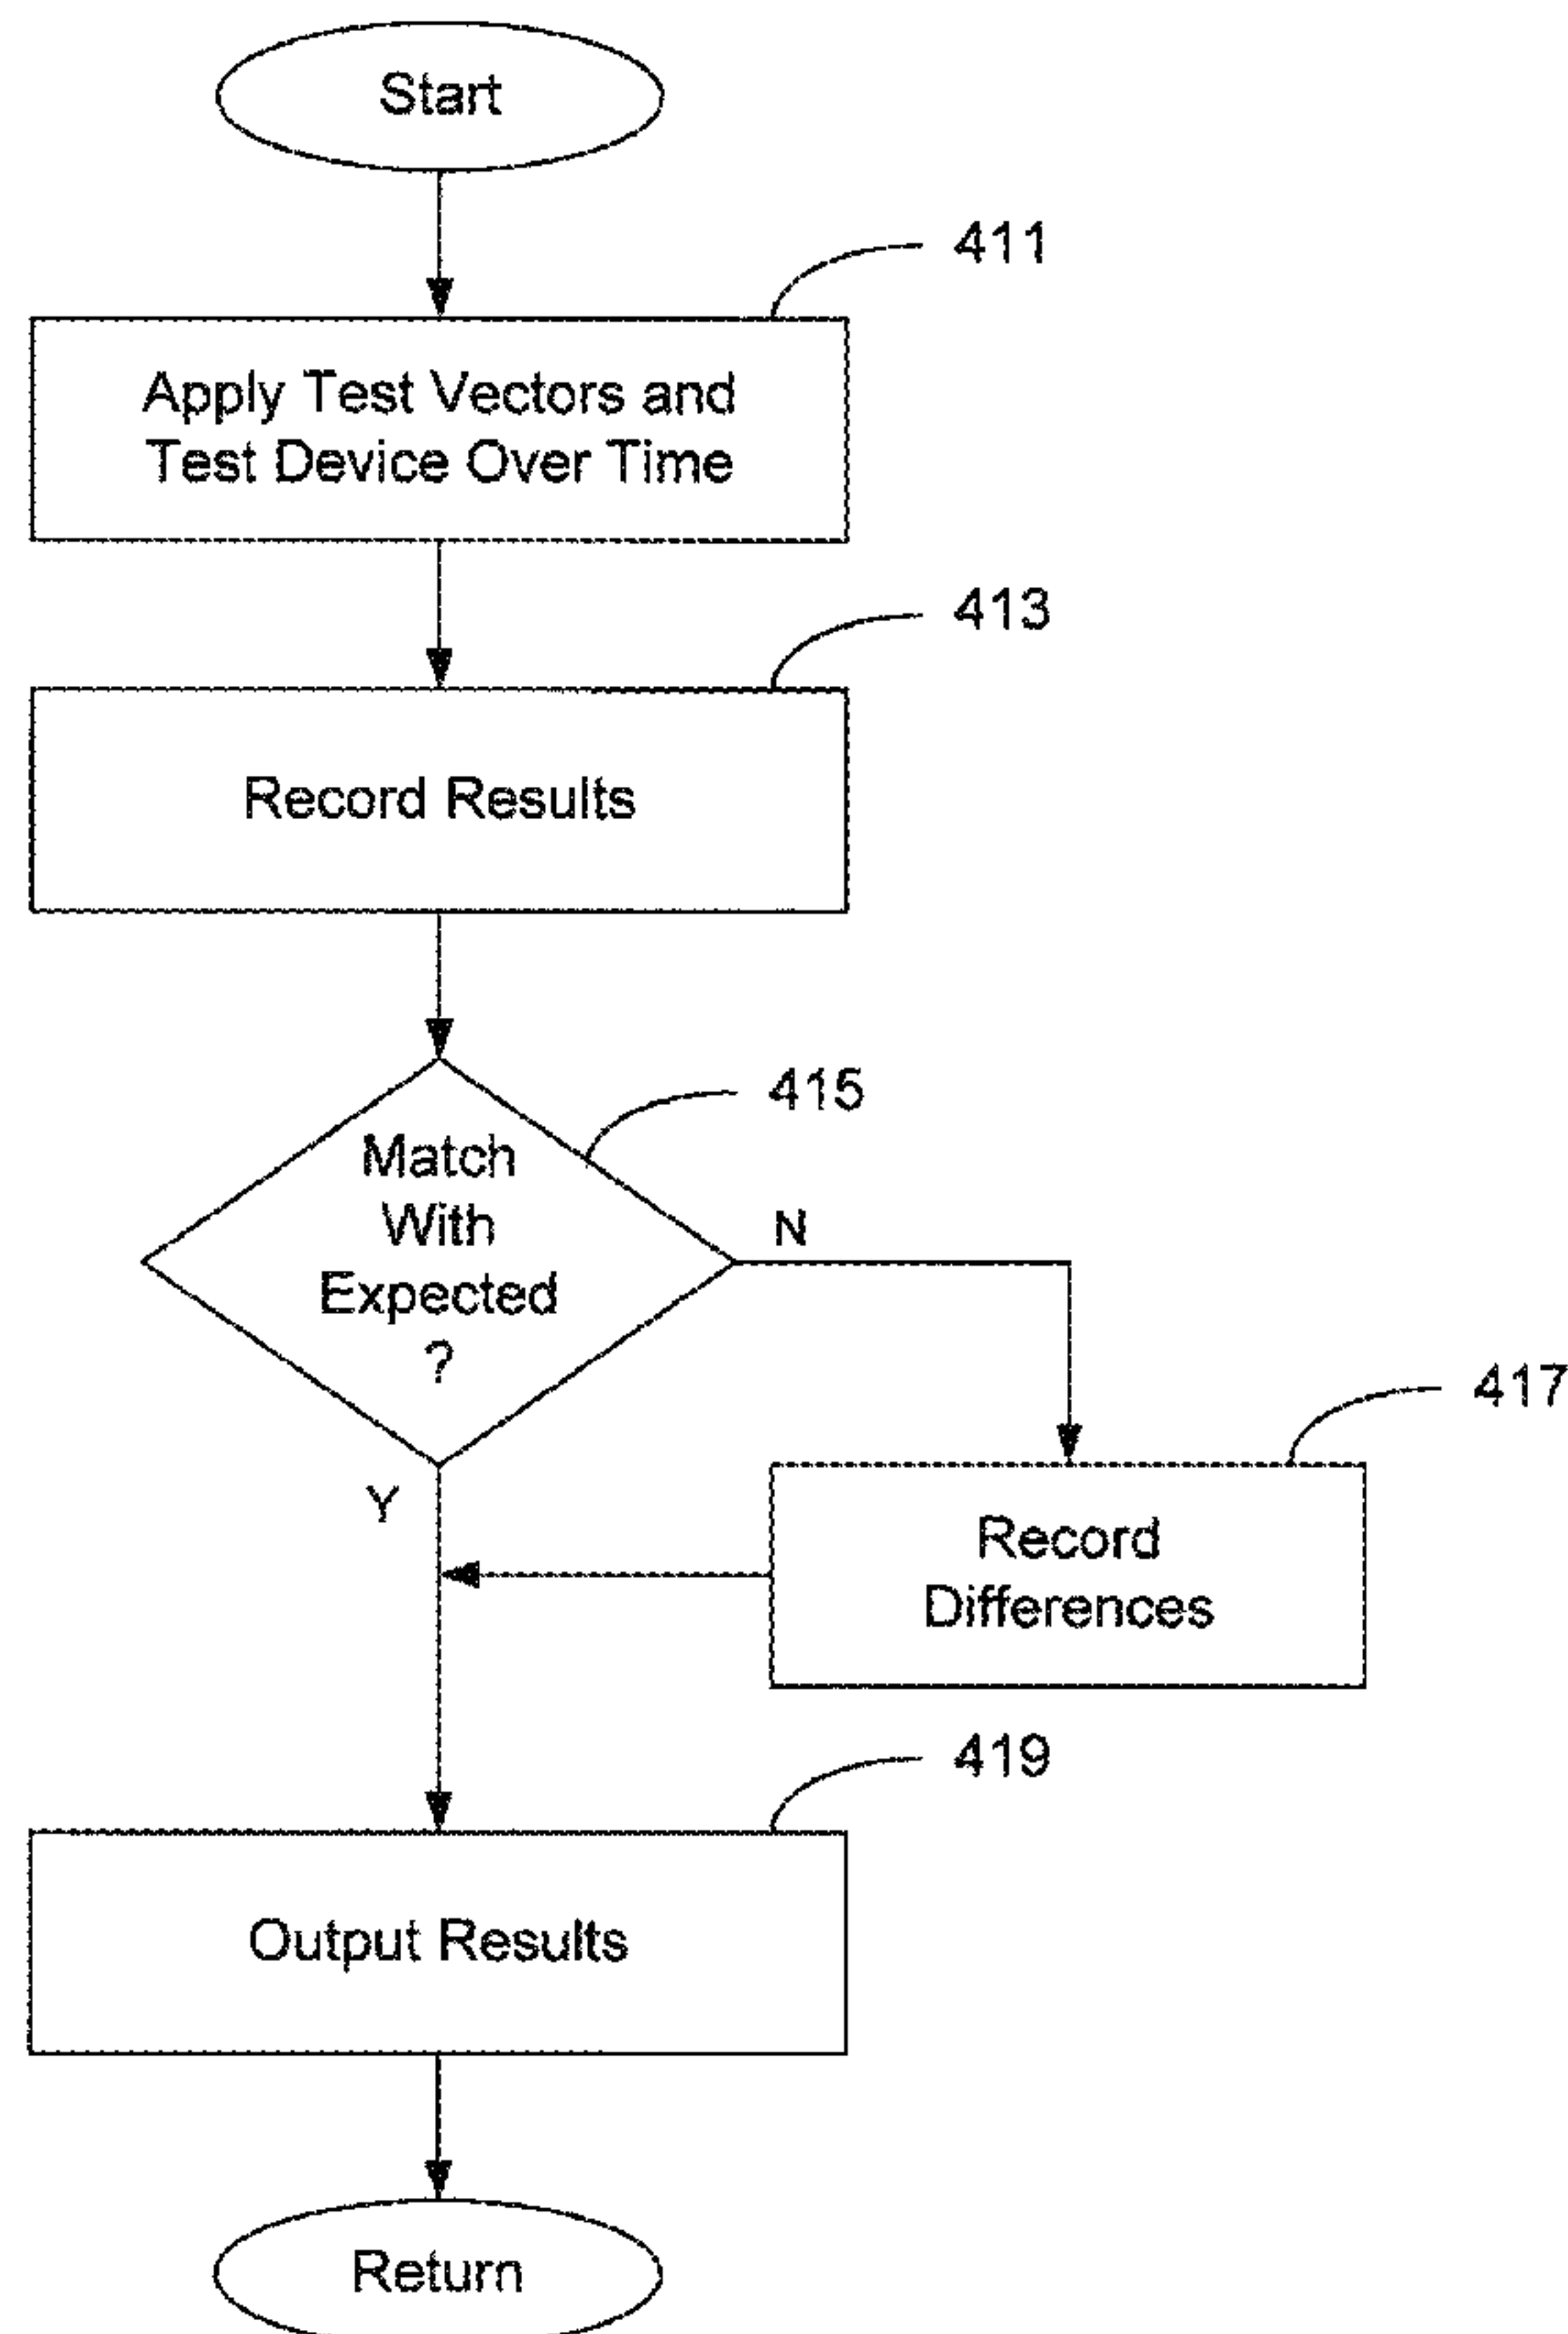 Start
411
Apply Test Vectors and
Test Device Over Time
413
Record Results
415
Match
With
Expected
?
N
Y
417
Record
Differences
419
Output Results
Return